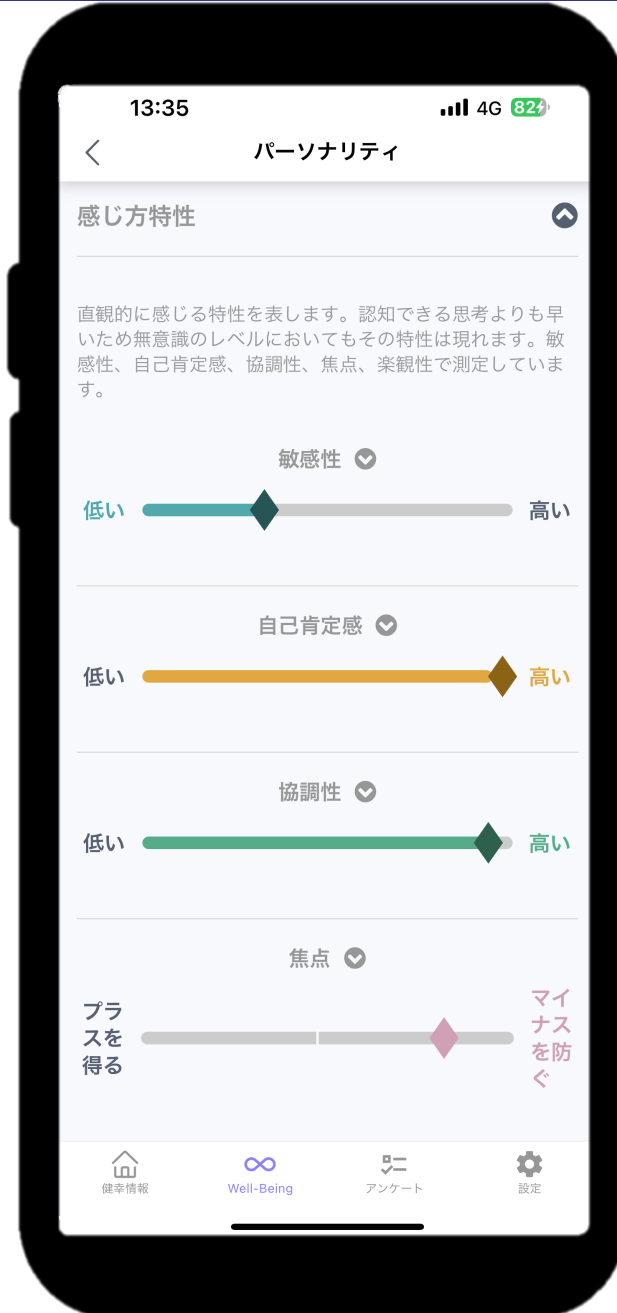 13:35
4G 82
パーソナリティ
感じ方特性
直観的に感じる特性を表します。認知できる思考よりも早
いため無意識のレベルにおいてもその特性は現れます。敏
感性、自己肯定感、協調性、焦点、楽観性で測定していま
す。
敏感性
低い 高い
自己肯定感
低い 高い
協調性
低い 高い
焦点
プラ
スを
得る
マイ
ナス
を防
ぐ
健幸情報 Well-Being アンケート 設定